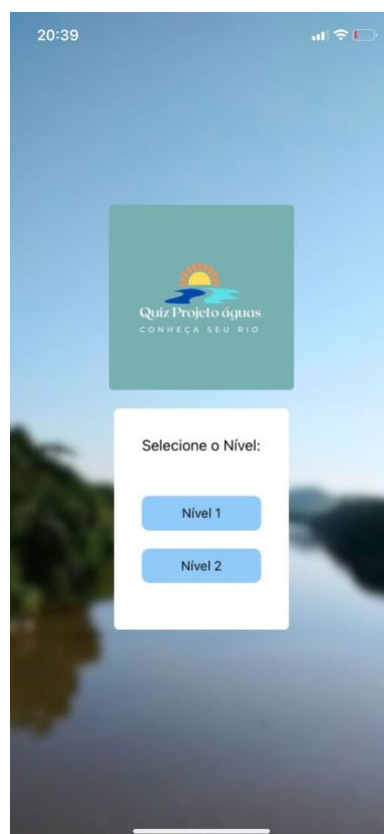 20:39
Quiz Projeto águas
CONHEÇA SEU RIO
Selecione o Nível:
Nível 1
Nível 2